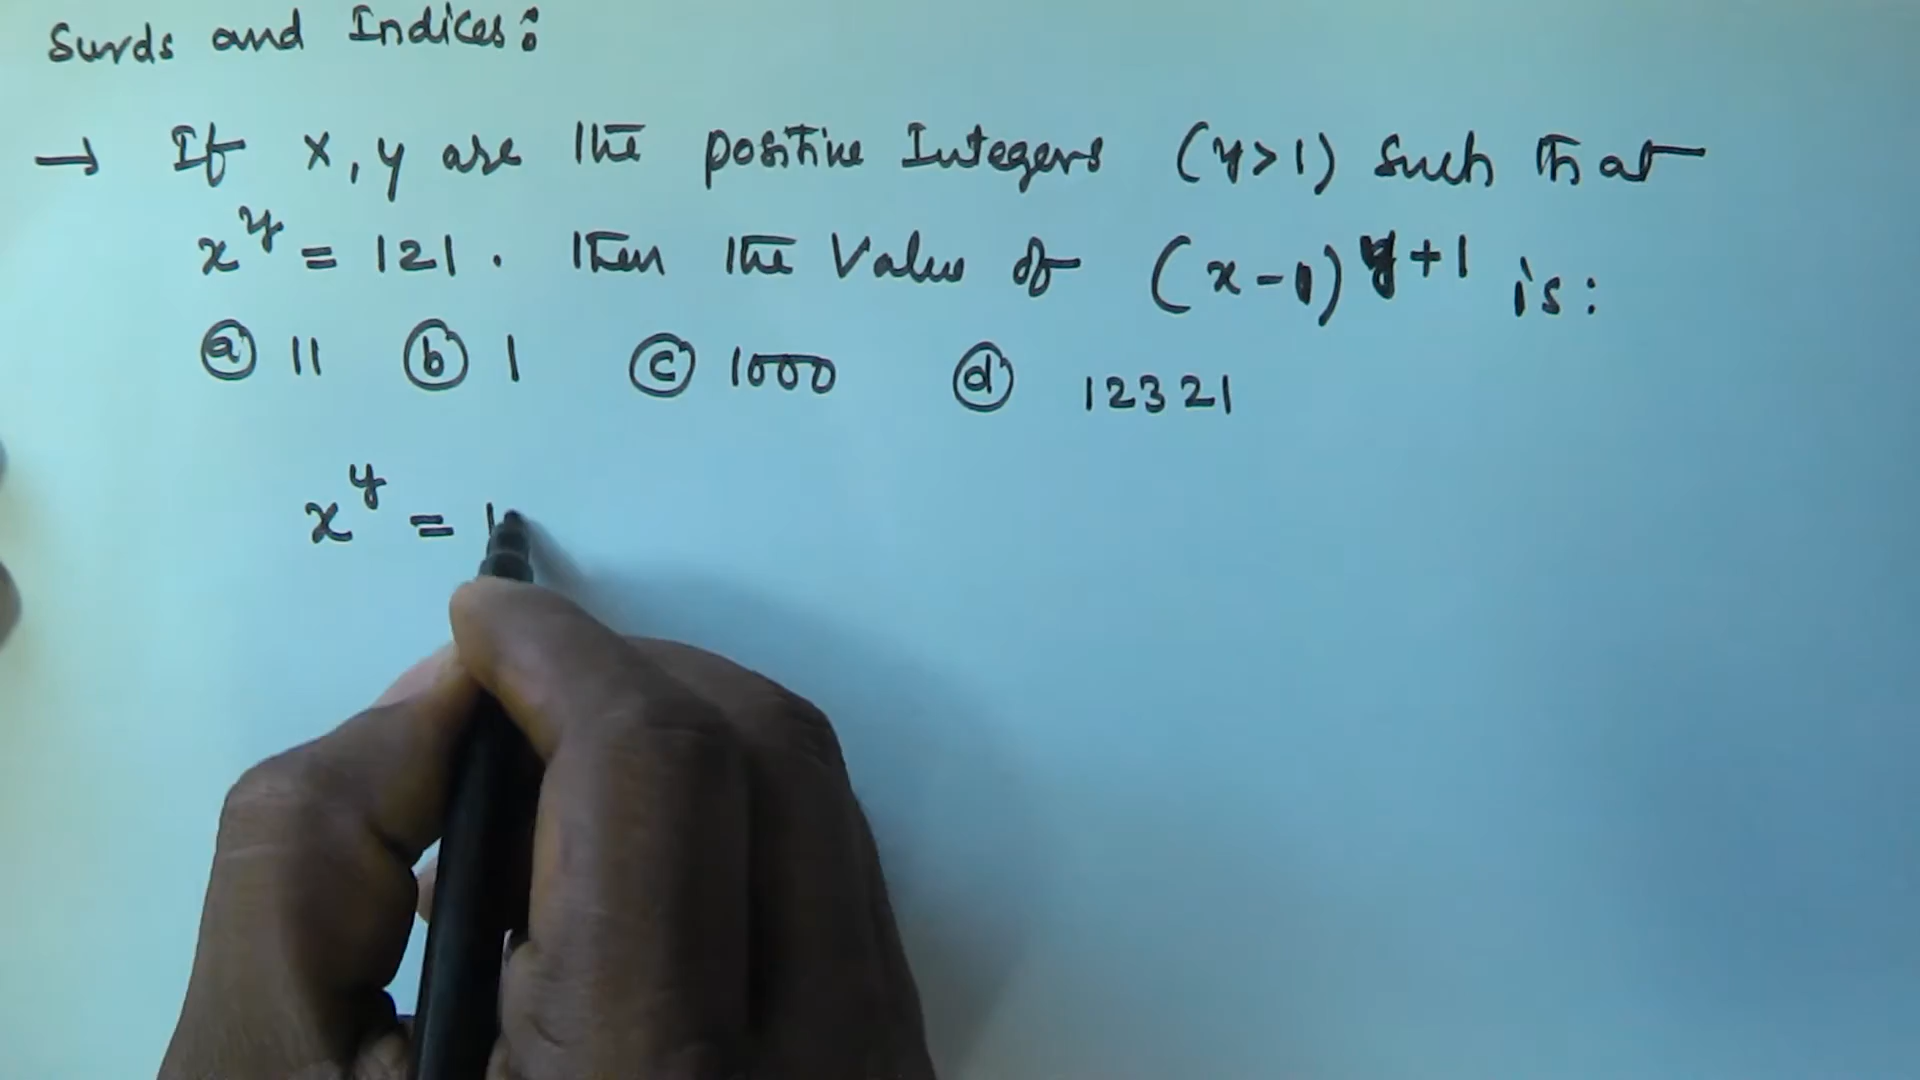 Surds and Indices:
→ If x, y are the positive Integers (y>1) such that
x^y = 121. Then the Value of (x-1)^y+1 is:
ⓐ 11 ⓑ 1 ⓒ 1000 ⓓ 12321
x^y = 1